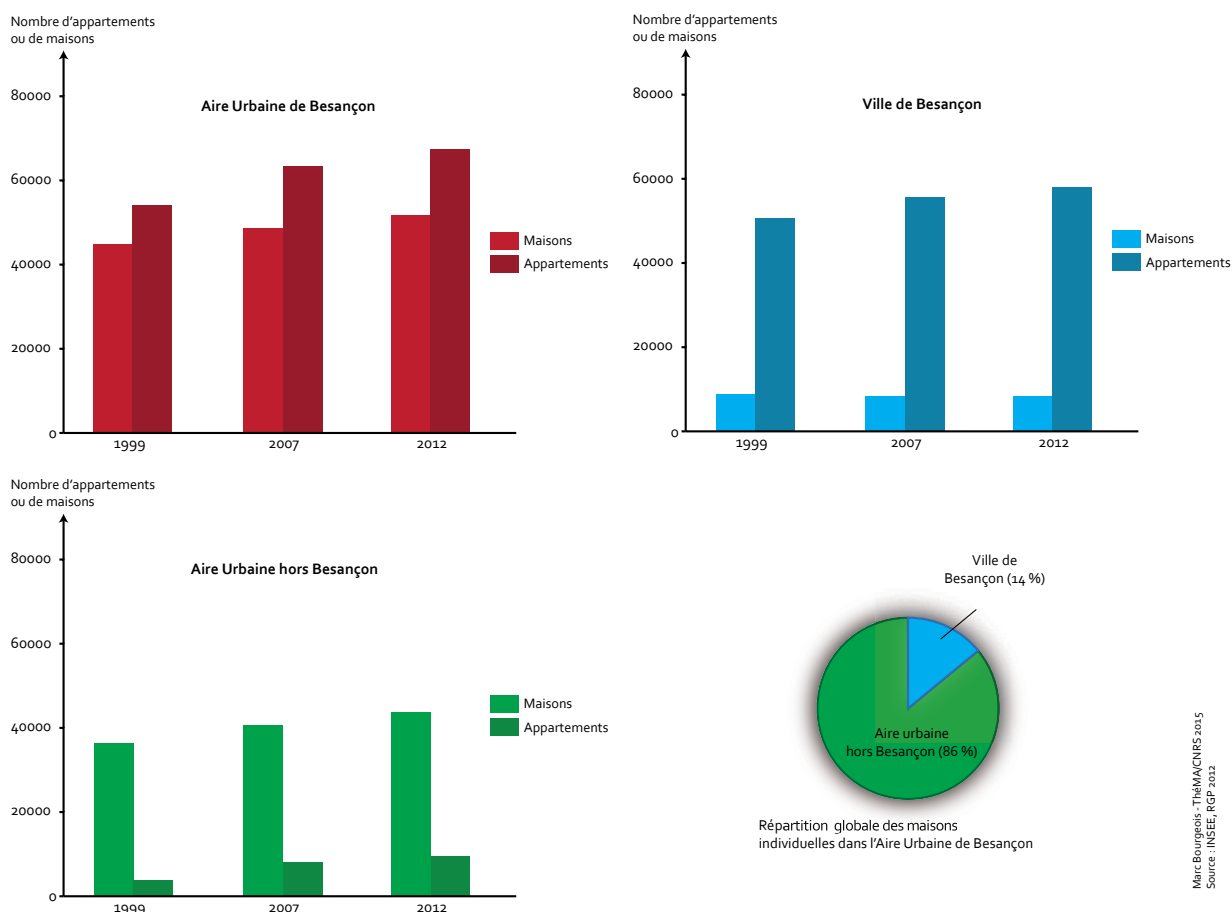 Nombre d'appartements
ou de maisons
80000
60000
40000
20000
0
Aire Urbaine de Besançon
1999
2007
2012
Maisons
Appartements
Nombre d'appartements
ou de maisons
80000
60000
40000
20000
0
Ville de Besançon
1999
2007
2012
Maisons
Appartements
Nombre d'appartements
ou de maisons
80000
60000
40000
20000
0
Aire Urbaine hors Besançon
1999
2007
2012
Maisons
Appartements
Ville de
Besançon (14 %)
Aire urbaine
hors Besançon (86 %)
Répartition globale des maisons
individuelles dans l'Aire Urbaine de Besançon
Marc Bourgeois - ThéMA/CNRS 2015
Source : INSEE, RGP 2012